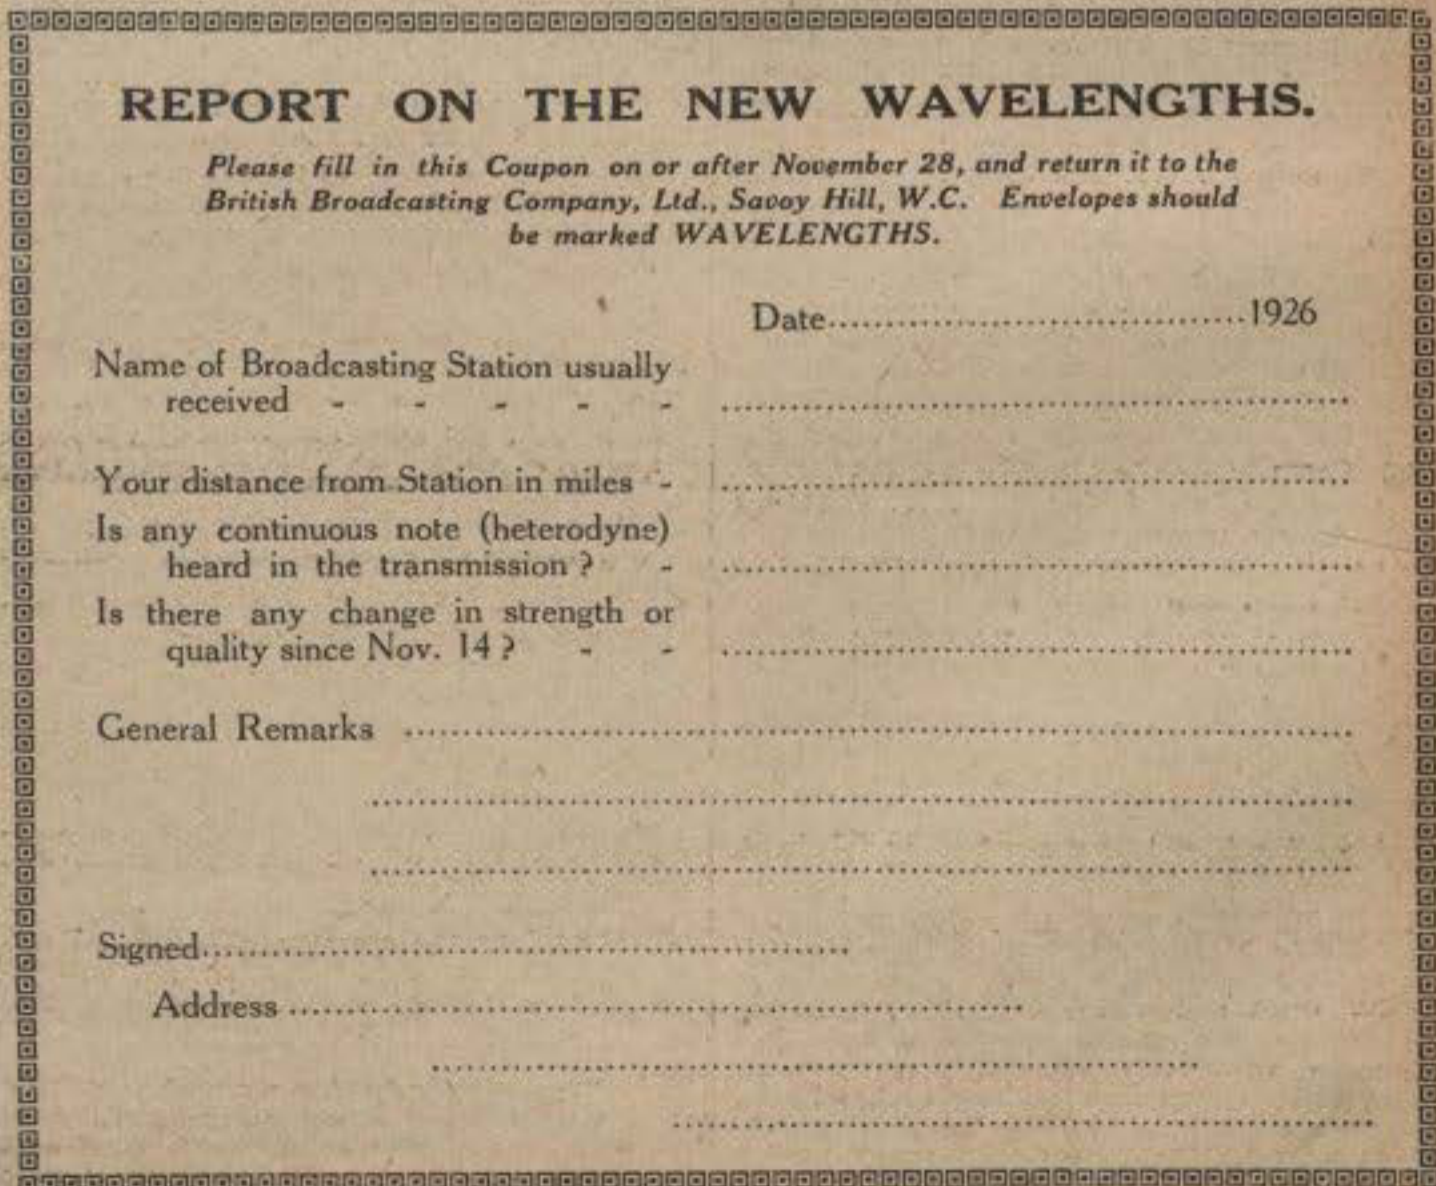 REPORT ON THE NEW WAVELENGTHS.
Please fill in this Coupon on or after November 28, and return it to the
British Broadcasting Company, Ltd., Savoy Hill, W.C. Envelopes should
be marked WAVELENGTHS.
Date..................................1926
Name of Broadcasting Station usually
received - - - - - ..................................................
Your distance from Station in miles - ..................................................
Is any continuous note (heterodyne)
heard in the transmission? - ..................................................
Is there any change in strength or
quality since Nov. 14? - - ..................................................
General Remarks ..................................................
..................................................
..................................................
Signed..................................................
Address ..................................................
..................................................
..................................................